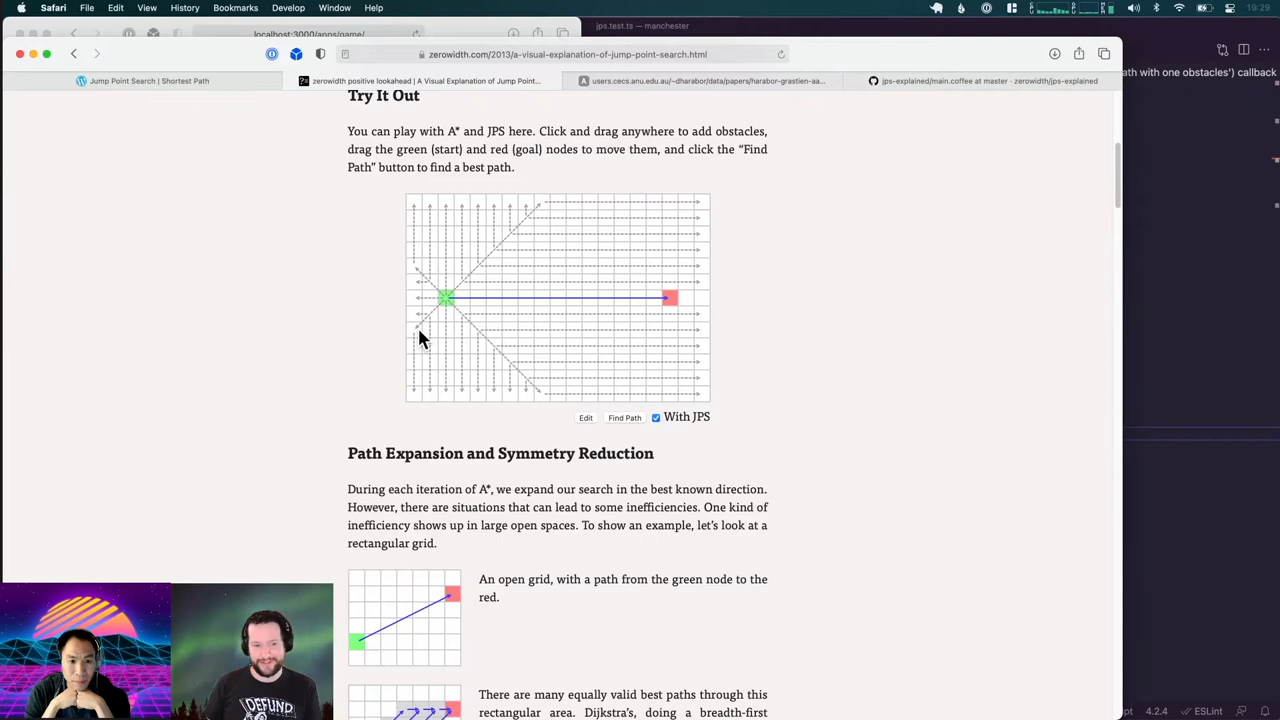 Safari File Edit View History Bookmarks Develop Window Help 19:29
localhost:3000/apps/game/
jps.test.ts — manchester
zerowidth.com/2013/a-visual-explanation-of-jump-point-search.html
ath with one obstacles') callback
Jump Point Search | Shortest Path
zerowidth positive lookahead | A Visual Explanation of Jump Point...
users.cecs.anu.edu.au/~dharabor/data/papers/harabor-grastien-aa...
jps-explained/main.coffee at master · zerowidth/jps-explained
Try It Out
You can play with A* and JPS here. Click and drag anywhere to add obstacles,
drag the green (start) and red (goal) nodes to move them, and click the “Find
Path” button to find a best path.
Edit Find Path With JPS
Path Expansion and Symmetry Reduction
During each iteration of A*, we expand our search in the best known direction.
However, there are situations that can lead to some inefficiencies. One kind of
inefficiency shows up in large open spaces. To show an example, let’s look at a
rectangular grid.
An open grid, with a path from the green node to the
red.
There are many equally valid best paths through this
rectangular area. Dijkstra’s, doing a breadth-first
DEFUND
4.2.4 ESLint